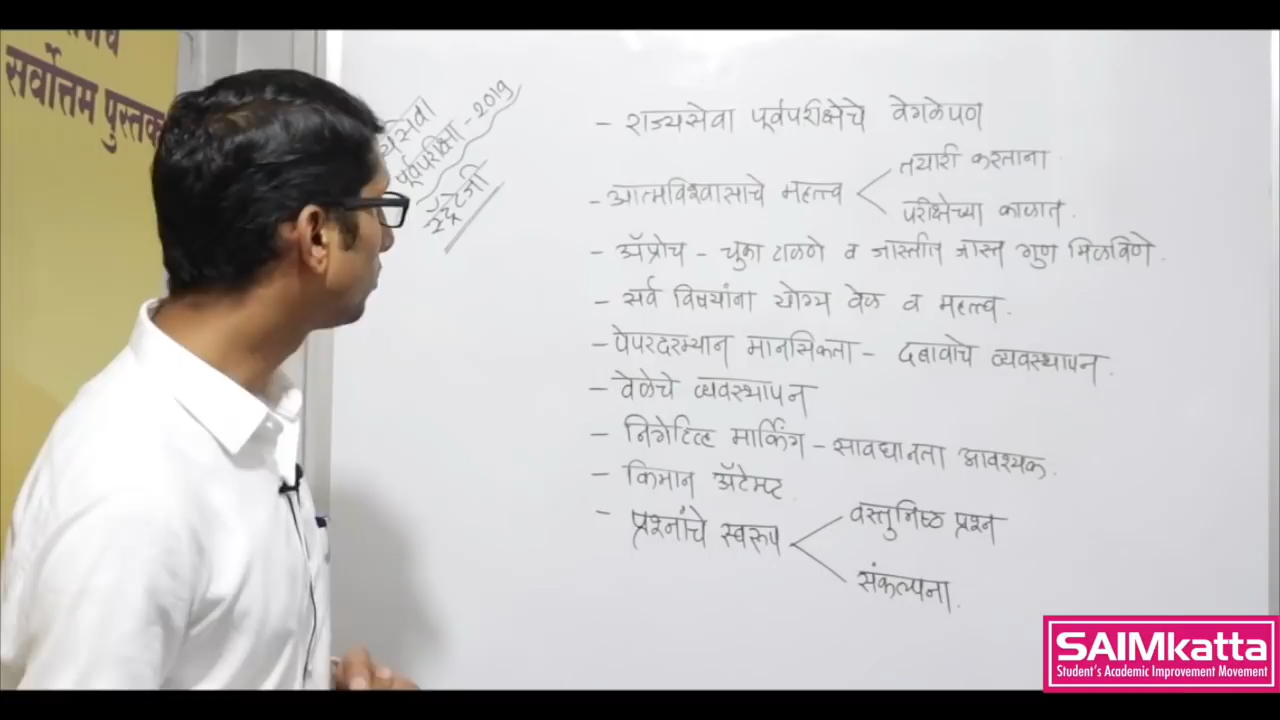 सर्वोत्तम पुस्तक
पूर्वपरीक्षा - 2019
स्ट्रॅटेजी
- राज्यसेवा पूर्वपरीक्षेचे वेगळेपण
- आत्मविश्वासाचे महत्त्व
तयारी करताना
परीक्षेच्या काळात.
- ॲप्रोच - चुका टाळणे व जास्तीत जास्त गुण मिळविणे.
- सर्व विषयांना योग्य वेळ व महत्त्व.
- पेपरदरम्यान मानसिकता - दबावाचे व्यवस्थापन.
- वेळेचे व्यवस्थापन
- निगेटिव्ह मार्किंग - सावधानता आवश्यक.
- किमान ॲटेम्प्ट.
- प्रश्नांचे स्वरूप
वस्तुनिष्ठ प्रश्न
संकल्पना.
SAIMkatta
Student's Academic Improvement Movement